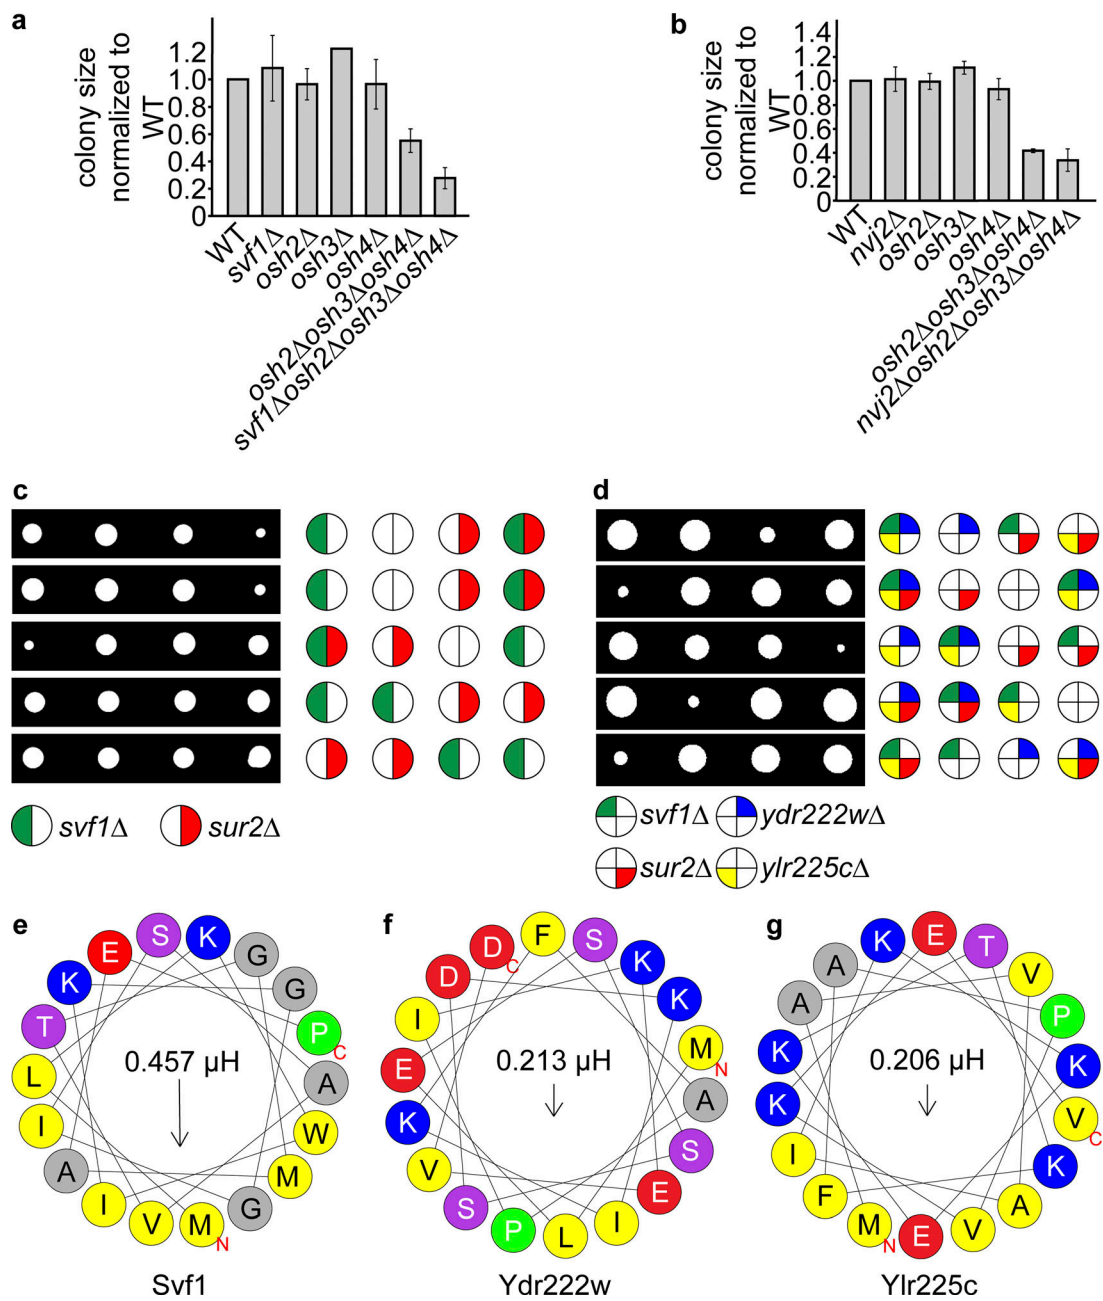 a
colony size
normalized to
WT
1.2
1.0
0.8
0.6
0.4
0.2
0
WT
svf1Δ
osh2Δ
osh3Δ
osh4Δ
osh2Δosh3Δosh4Δ
svf1Δosh2Δosh3Δosh4Δ
b
colony size
normalized to
WT
1.4
1.2
1.0
0.8
0.6
0.4
0.2
0
WT
nvj2Δ
osh2Δ
osh3Δ
osh4Δ
osh2Δosh3Δosh4Δ
nvj2Δosh2Δosh3Δosh4Δ
c
svf1Δ sur2Δ
d
svf1Δ ydr222wΔ
sur2Δ ylr225cΔ
e
S K G G P C A W M G M N V I A I L T K E
0.457 µH
Svf1
f
F S K K M N A S E I L P S V K E I D D C
0.213 µH
Ydr222w
g
E T V P K V C K A V E M N F I K K A A K
0.206 µH
Ylr225c